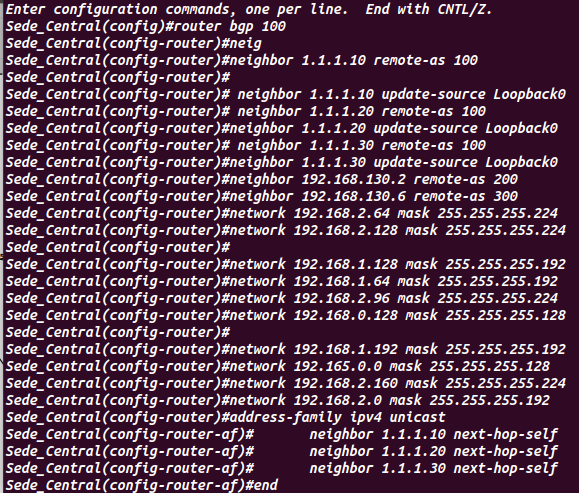 Enter configuration commands, one per line.  End with CNTL/Z.
Sede_Central(config)#router bgp 100
Sede_Central(config-router)#neig
Sede_Central(config-router)#neighbor 1.1.1.10 remote-as 100
Sede_Central(config-router)#
Sede_Central(config-router)# neighbor 1.1.1.10 update-source Loopback0
Sede_Central(config-router)# neighbor 1.1.1.20 remote-as 100
Sede_Central(config-router)#neighbor 1.1.1.20 update-source Loopback0
Sede_Central(config-router)# neighbor 1.1.1.30 remote-as 100
Sede_Central(config-router)#neighbor 1.1.1.30 update-source Loopback0
Sede_Central(config-router)#neighbor 192.168.130.2 remote-as 200
Sede_Central(config-router)#neighbor 192.168.130.6 remote-as 300
Sede_Central(config-router)#network 192.168.2.64 mask 255.255.255.224
Sede_Central(config-router)#network 192.168.2.128 mask 255.255.255.224
Sede_Central(config-router)#
Sede_Central(config-router)#network 192.168.1.128 mask 255.255.255.192
Sede_Central(config-router)#network 192.168.1.64 mask 255.255.255.192
Sede_Central(config-router)#network 192.168.2.96 mask 255.255.255.224
Sede_Central(config-router)#network 192.168.0.128 mask 255.255.255.128
Sede_Central(config-router)#
Sede_Central(config-router)#network 192.168.1.192 mask 255.255.255.192
Sede_Central(config-router)#network 192.165.0.0 mask 255.255.255.128
Sede_Central(config-router)#network 192.168.2.160 mask 255.255.255.224
Sede_Central(config-router)#network 192.168.2.0 mask 255.255.255.192
Sede_Central(config-router)#address-family ipv4 unicast
Sede_Central(config-router-af)#       neighbor 1.1.1.10 next-hop-self
Sede_Central(config-router-af)#       neighbor 1.1.1.20 next-hop-self
Sede_Central(config-router-af)#       neighbor 1.1.1.30 next-hop-self
Sede_Central(config-router-af)#end